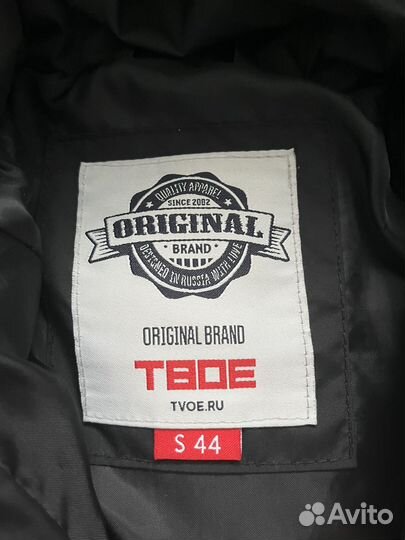 QUALITY APPAREL
SINCE 2002
ORIGINAL
BRAND
DESIGNED IN RUSSIA WITH LOVE
ORIGINAL BRAND
ТВОЕ
TVOE.RU
S 44
Avito